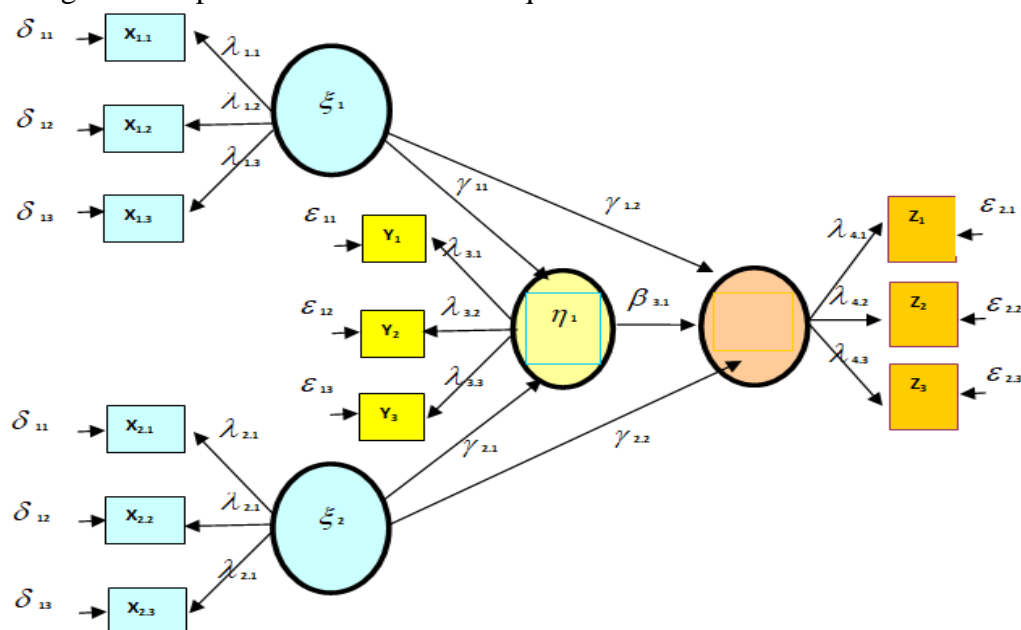 δ 11
X1.1
λ 1.1
ξ 1
δ 12
X1.2
λ 1.2
δ 13
X1.3
λ 1.3
γ 11
γ 1.2
ε 11
Y1
λ 3.1
ε 12
Y2
λ 3.2
ε 13
Y3
λ 3.3
η 1
β 3.1
λ 4.1
Z1
ε 2.1
λ 4.2
Z2
ε 2.2
λ 4.3
Z3
ε 2.3
γ 2.1
γ 2.2
δ 11
X2.1
λ 2.1
δ 12
X2.2
λ 2.1
ξ 2
δ 13
X2.3
λ 2.1